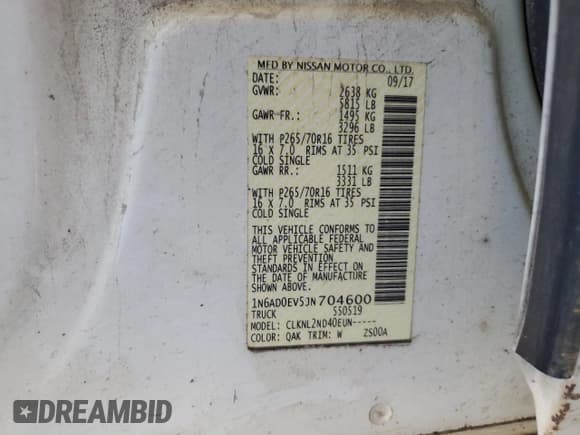 MFD BY NISSAN MOTOR CO., LTD.
DATE: 09/17
GVWR: 2638 KG
5815 LB
GAWR FR.: 1495 KG
3296 LB
WITH P265/70R16 TIRES
16 X 7.0 RIMS AT 35 PSI
COLD SINGLE
GAWR RR.: 1511 KG
3331 LB
WITH P265/70R16 TIRES
16 X 7.0 RIMS AT 35 PSI
COLD SINGLE
THIS VEHICLE CONFORMS TO
ALL APPLICABLE FEDERAL
MOTOR VEHICLE SAFETY
AND THEFT PREVENTION
STANDARDS IN EFFECT ON
THE DATE OF MANUFACTURE
SHOWN ABOVE.
1N6AD0EV5JN704600
TRUCK 550519
MODEL: CLKNL2ND40EUN-----
COLOR: QAK TRIM: W ZS00A
DREAMBID